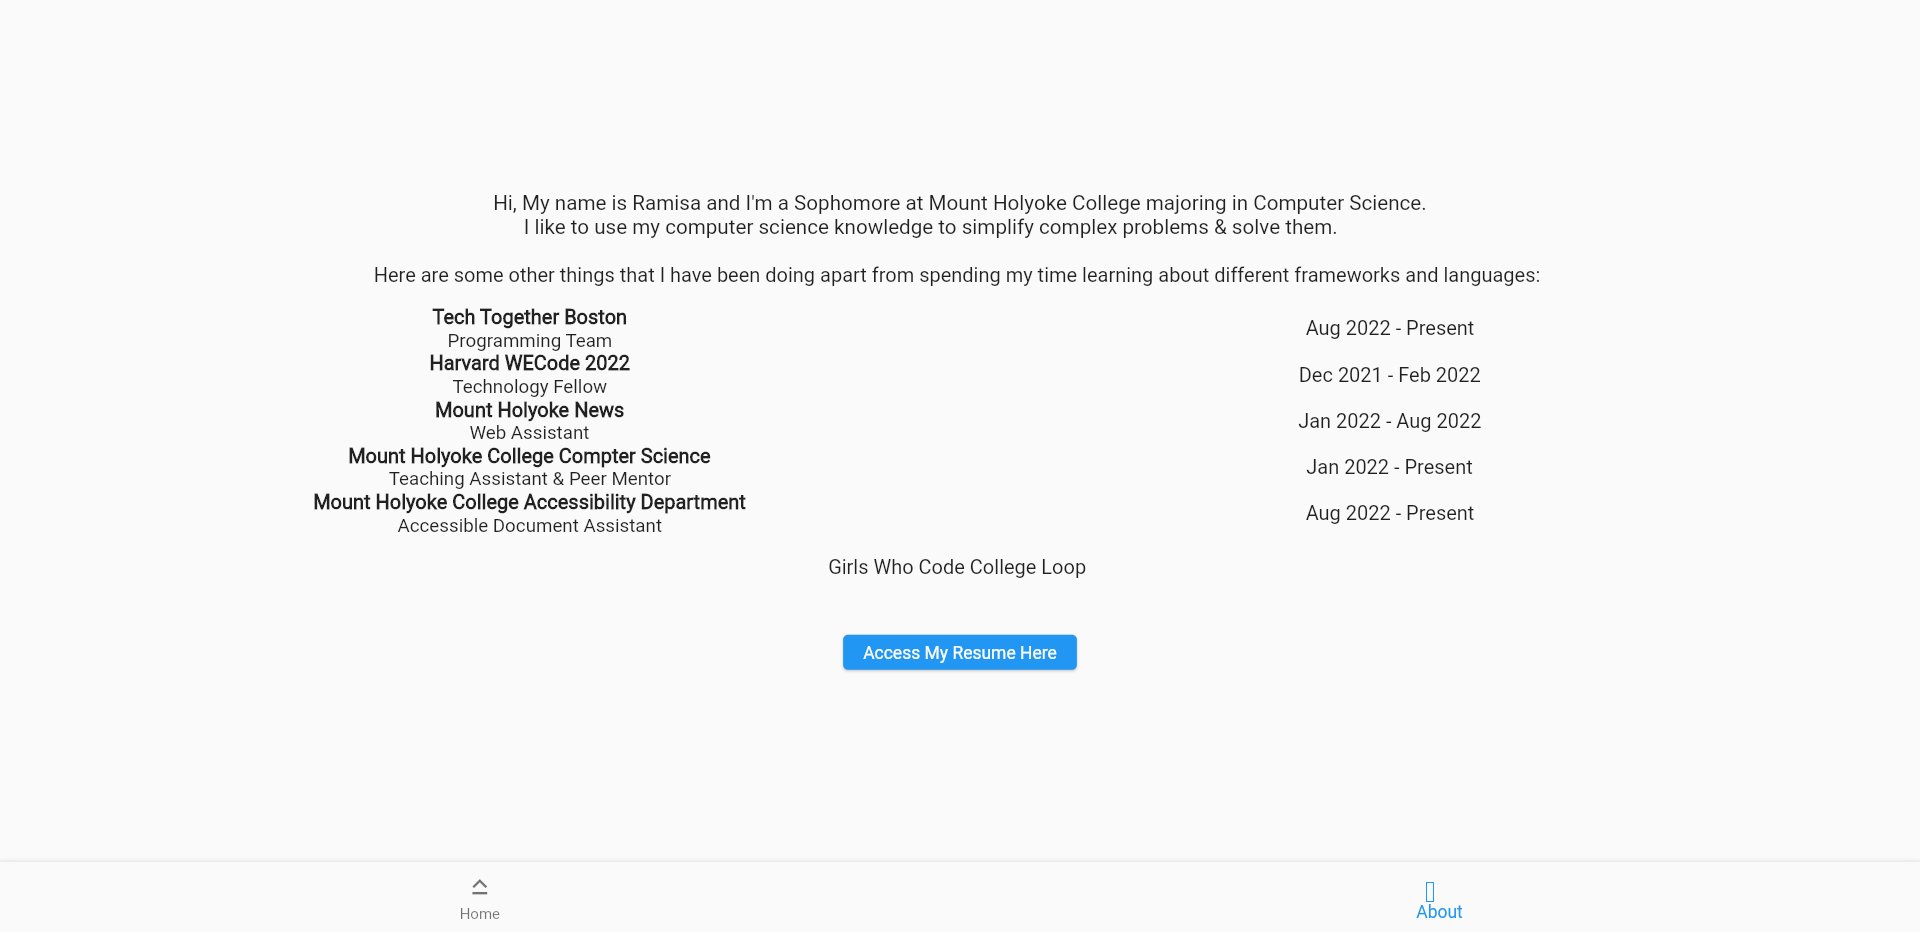 Hi, My name is Ramisa and I'm a Sophomore at Mount Holyoke College majoring in Computer Science.
I like to use my computer science knowledge to simplify complex problems & solve them.
Here are some other things that I have been doing apart from spending my time learning about different frameworks and languages:
Tech Together Boston
Programming Team
Aug 2022 - Present
Harvard WECode 2022
Technology Fellow
Dec 2021 - Feb 2022
Mount Holyoke News
Web Assistant
Jan 2022 - Aug 2022
Mount Holyoke College Compter Science
Teaching Assistant & Peer Mentor
Jan 2022 - Present
Mount Holyoke College Accessibility Department
Accessible Document Assistant
Aug 2022 - Present
Girls Who Code College Loop
Access My Resume Here
Home
About